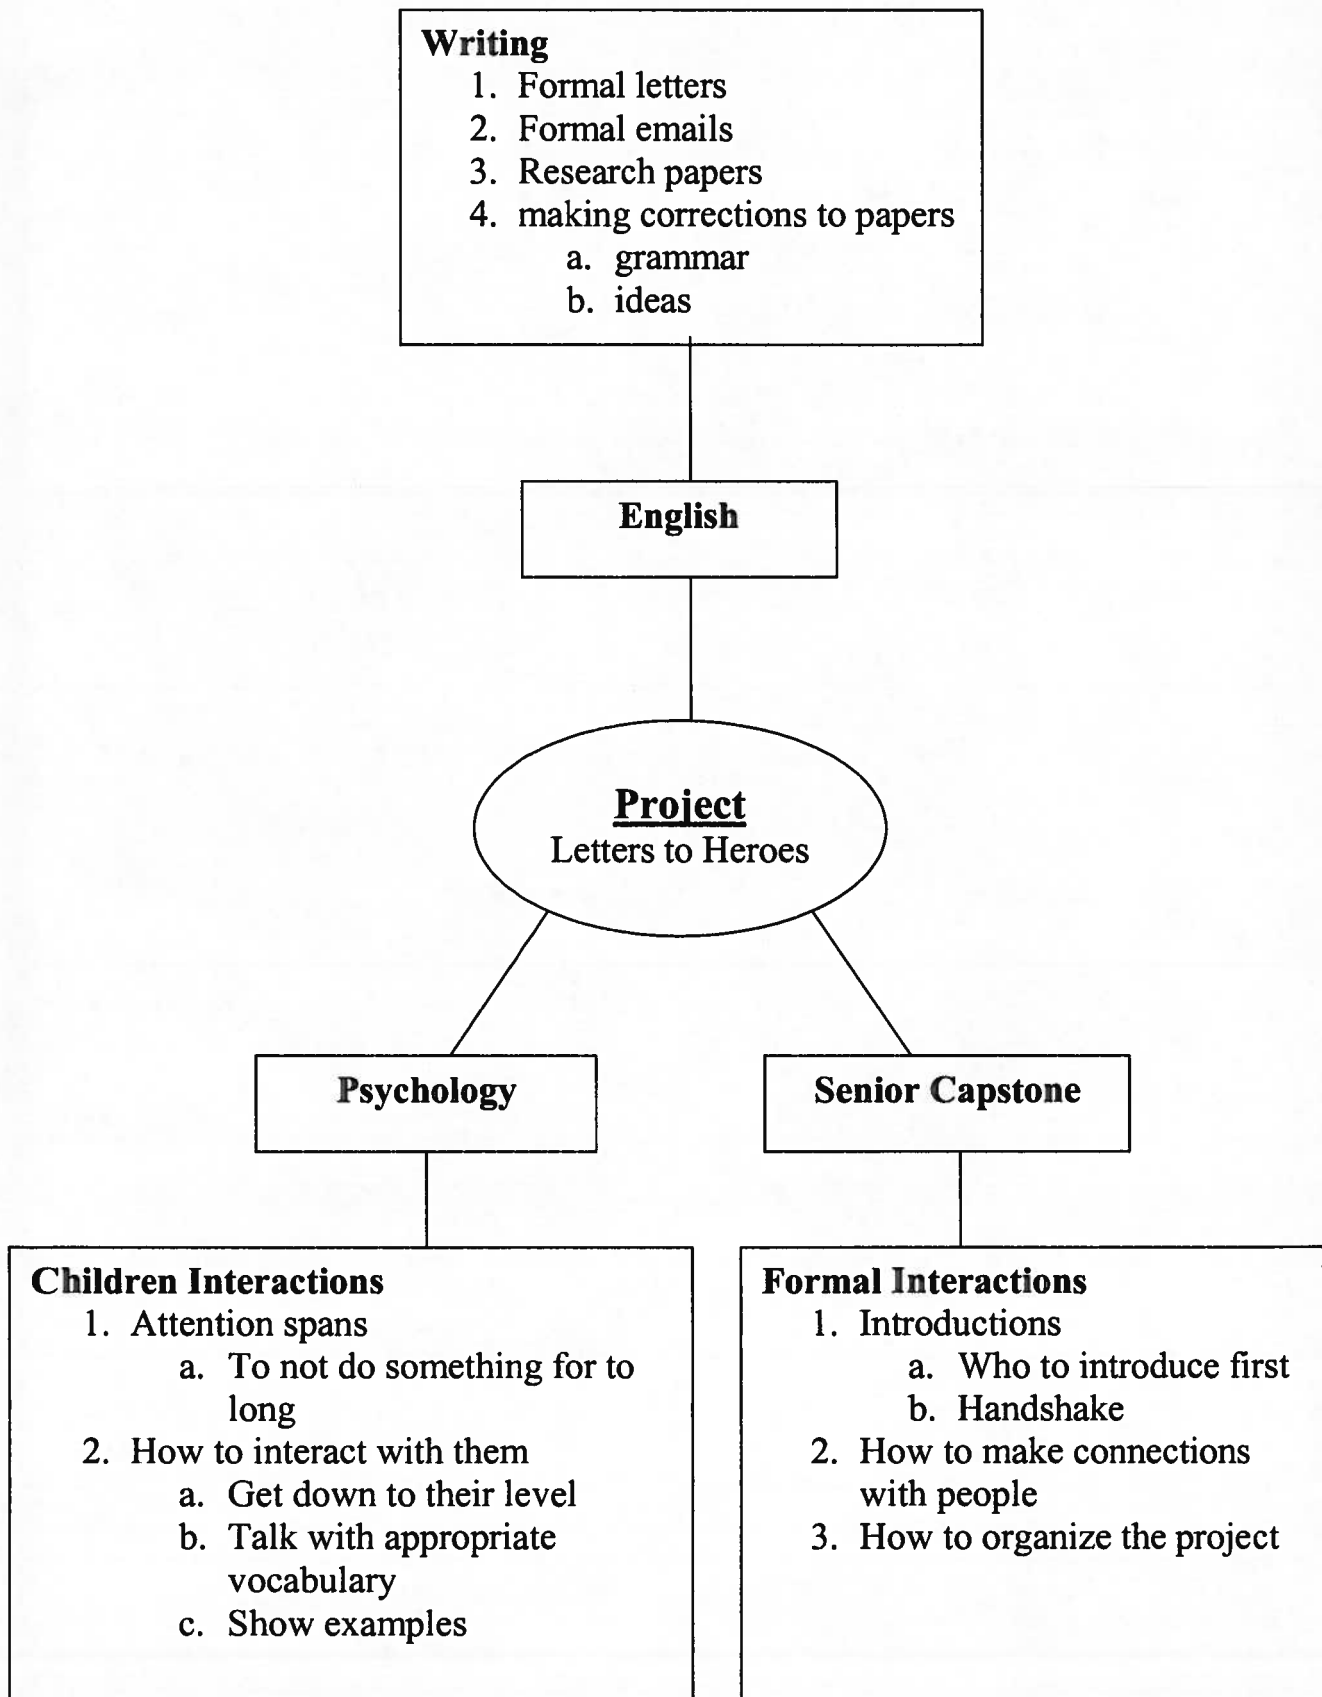 Writing
1. Formal letters
2. Formal emails
3. Research papers
4. making corrections to papers
a. grammar
b. ideas
English
Project
Letters to Heroes
Psychology
Senior Capstone
Children Interactions
1. Attention spans
a. To not do something for to
long
2. How to interact with them
a. Get down to their level
b. Talk with appropriate
vocabulary
c. Show examples
Formal Interactions
1. Introductions
a. Who to introduce first
b. Handshake
2. How to make connections
with people
3. How to organize the project